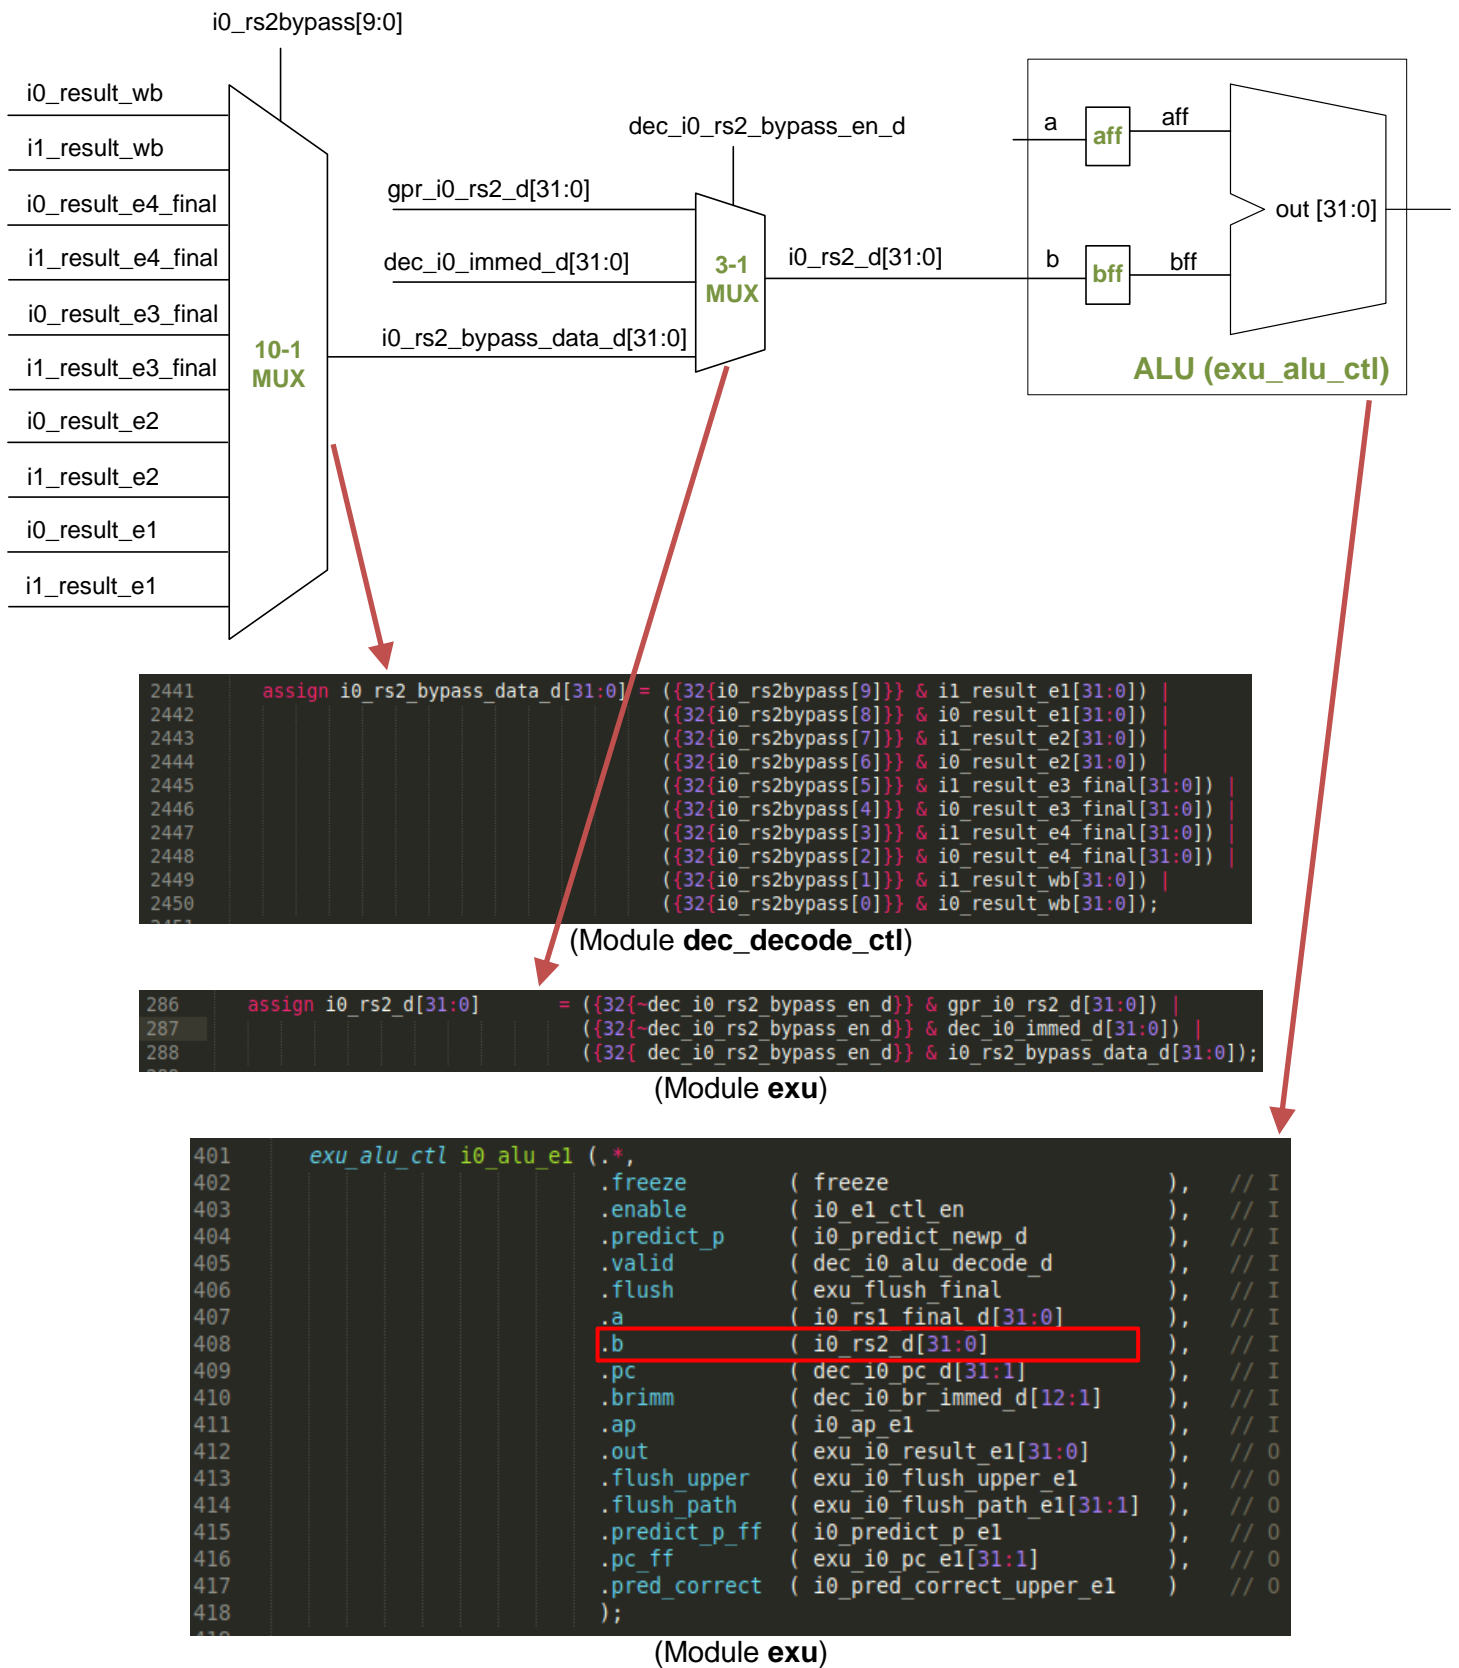 i0_rs2bypass[9:0]
i0_result_wb
i1_result_wb
i0_result_e4_final
i1_result_e4_final
i0_result_e3_final
i1_result_e3_final
i0_result_e2
i1_result_e2
i0_result_e1
i1_result_e1
10-1
MUX
dec_i0_rs2_bypass_en_d
gpr_i0_rs2_d[31:0]
dec_i0_immed_d[31:0]
i0_rs2_bypass_data_d[31:0]
3-1
MUX
i0_rs2_d[31:0]
a
aff
aff
b
bff
bff
out [31:0]
ALU (exu_alu_ctl)
2441 assign i0_rs2_bypass_data_d[31:0] = ({32{i0_rs2bypass[9]}} & i1_result_e1[31:0]) |
2442 ({32{i0_rs2bypass[8]}} & i0_result_e1[31:0]) |
2443 ({32{i0_rs2bypass[7]}} & i1_result_e2[31:0]) |
2444 ({32{i0_rs2bypass[6]}} & i0_result_e2[31:0]) |
2445 ({32{i0_rs2bypass[5]}} & i1_result_e3_final[31:0]) |
2446 ({32{i0_rs2bypass[4]}} & i0_result_e3_final[31:0]) |
2447 ({32{i0_rs2bypass[3]}} & i1_result_e4_final[31:0]) |
2448 ({32{i0_rs2bypass[2]}} & i0_result_e4_final[31:0]) |
2449 ({32{i0_rs2bypass[1]}} & i1_result_wb[31:0]) |
2450 ({32{i0_rs2bypass[0]}} & i0_result_wb[31:0]);
(Module dec_decode_ctl)
286 assign i0_rs2_d[31:0] = ({32{~dec_i0_rs2_bypass_en_d}} & gpr_i0_rs2_d[31:0]) |
287 ({32{~dec_i0_rs2_bypass_en_d}} & dec_i0_immed_d[31:0]) |
288 ({32{ dec_i0_rs2_bypass_en_d}} & i0_rs2_bypass_data_d[31:0]);
(Module exu)
401 exu_alu_ctl i0_alu_e1 (.*,
402 .freeze ( freeze ), // I
403 .enable ( i0_e1_ctl_en ), // I
404 .predict_p ( i0_predict_newp_d ), // I
405 .valid ( dec_i0_alu_decode_d ), // I
406 .flush ( exu_flush_final ), // I
407 .a ( i0_rs1_final_d[31:0] ), // I
408 .b ( i0_rs2_d[31:0] ), // I
409 .pc ( dec_i0_pc_d[31:1] ), // I
410 .brimm ( dec_i0_br_immed_d[12:1] ), // I
411 .ap ( i0_ap_e1 ), // I
412 .out ( exu_i0_result_e1[31:0] ), // O
413 .flush_upper ( exu_i0_flush_upper_e1 ), // O
414 .flush_path ( exu_i0_flush_path_e1[31:1] ), // O
415 .predict_p_ff ( i0_predict_p_e1 ), // O
416 .pc_ff ( exu_i0_pc_e1[31:1] ), // O
417 .pred_correct ( i0_pred_correct_upper_e1 ) // O
418 );
(Module exu)